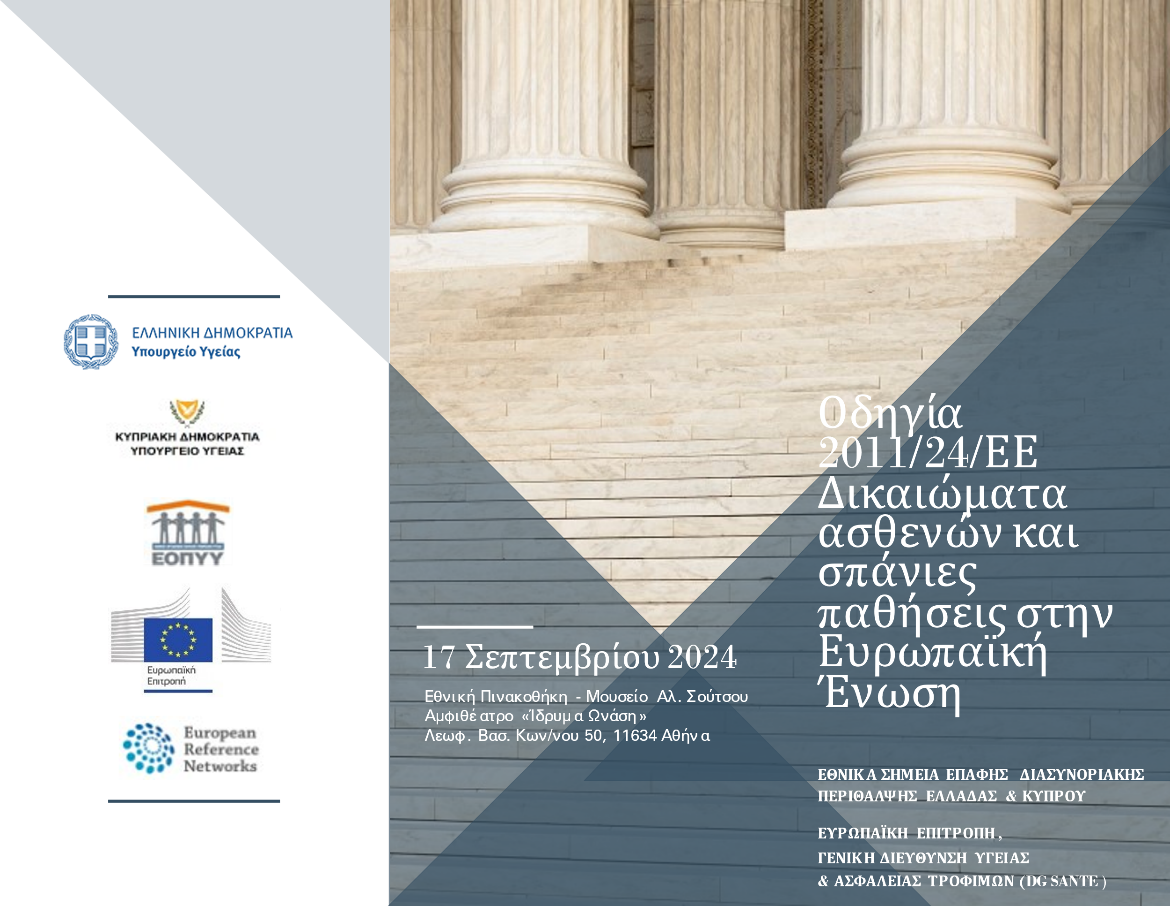 ΕΛΛΗΝΙΚΗ ΔΗΜΟΚΡΑΤΙΑ
Υπουργείο Υγείας
ΚΥΠΡΙΑΚΗ ΔΗΜΟΚΡΑΤΙΑ
ΥΠΟΥΡΓΕΙΟ ΥΓΕΙΑΣ
ΕΟΠΥΥ
Ευρωπαϊκή
Επιτροπή
European
Reference
Networks
17 Σεπτεμβρίου 2024
Εθνική Πινακοθήκη - Μουσείο Αλ. Σούτσου
Αμφιθέατρο «Ίδρυμα Ωνάση»
Λεωφ. Βασ. Κων/νου 50, 11634 Αθήνα
Οδηγία
2011/24/ΕΕ
Δικαιώματα
ασθενών και
σπάνιες
παθήσεις στην
Ευρωπαϊκή
Ένωση
ΕΘΝΙΚΑ ΣΗΜΕΙΑ ΕΠΑΦΗΣ ΔΙΑΣΥΝΟΡΙΑΚΗΣ
ΠΕΡΙΘΑΛΨΗΣ ΕΛΛΑΔΑΣ & ΚΥΠΡΟΥ
ΕΥΡΩΠΑΪΚΗ ΕΠΙΤΡΟΠΗ,
ΓΕΝΙΚΗ ΔΙΕΥΘΥΝΣΗ ΥΓΕΙΑΣ
& ΑΣΦΑΛΕΙΑΣ ΤΡΟΦΙΜΩΝ (DG SANTE)